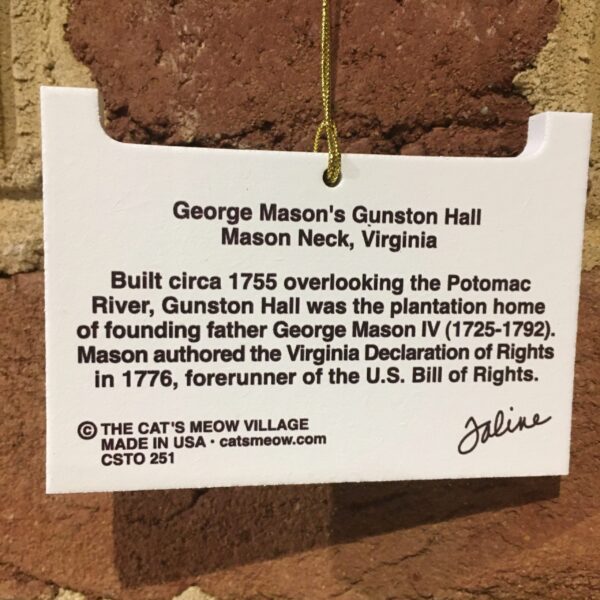 George Mason's Gunston Hall
Mason Neck, Virginia
Built circa 1755 overlooking the Potomac
River, Gunston Hall was the plantation home
of founding father George Mason IV (1725-1792).
Mason authored the Virginia Declaration of Rights
in 1776, forerunner of the U.S. Bill of Rights.
© THE CAT'S MEOW VILLAGE
MADE IN USA · catsmeow.com
CSTO 251
Faline